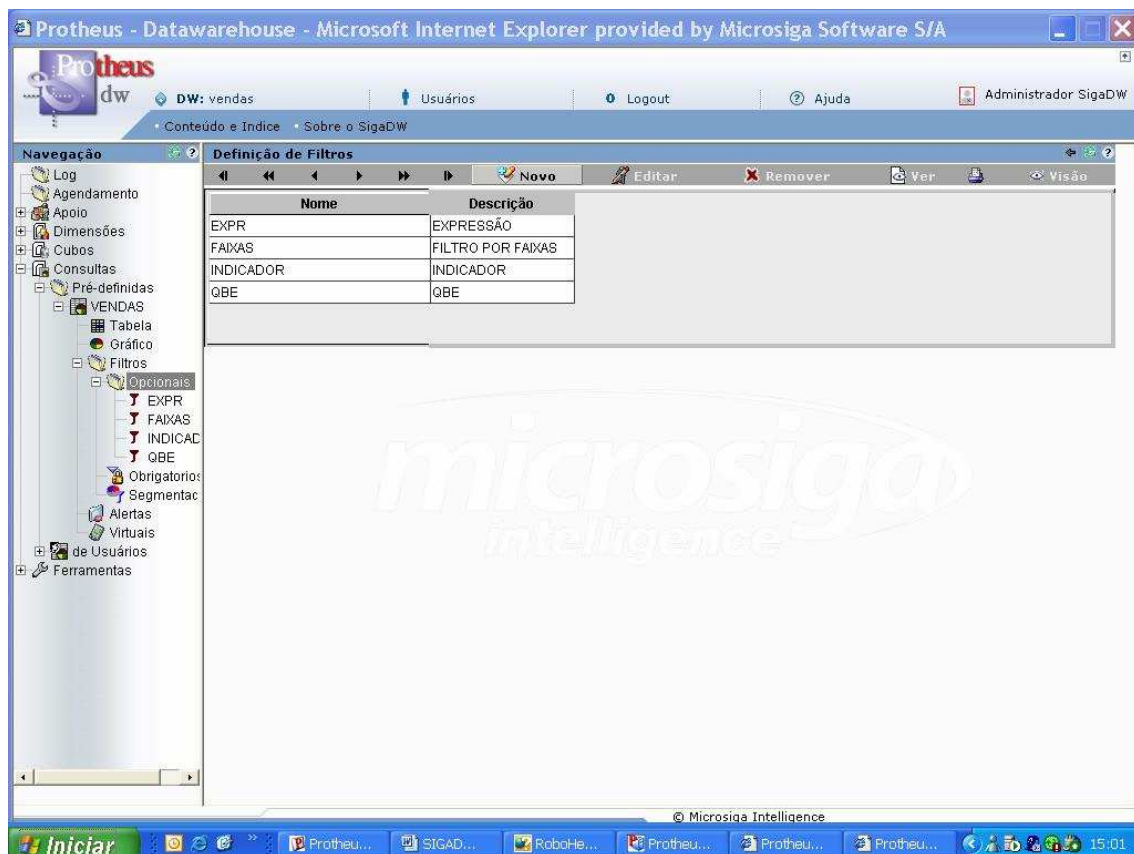 Protheus - Datawarehouse - Microsoft Internet Explorer provided by Microsiga Software S/A
Protheus
dw
DW: vendas
Usuários
Logout
Ajuda
Administrador SigaDW
Conteúdo e Indice
Sobre o SigaDW
Navegação
Definição de Filtros
Novo
Editar
Remover
Ver
Visão
Log
Agendamento
Apoio
Dimensões
Cubos
Consultas
Pré-definidas
VENDAS
Tabela
Gráfico
Filtros
Opcionais
EXPR
FAIXAS
INDICAD
QBE
Obrigatorios
Segmentac
Alertas
Virtuais
de Usuários
Ferramentas
Nome Descrição
EXPR EXPRESSÃO
FAIXAS FILTRO POR FAIXAS
INDICADOR INDICADOR
QBE QBE
microsiga
intelligence
© Microsiga Intelligence
Iniciar
Protheu...
SIGAD...
RoboHe...
Protheu...
Protheu...
Protheu...
15:01